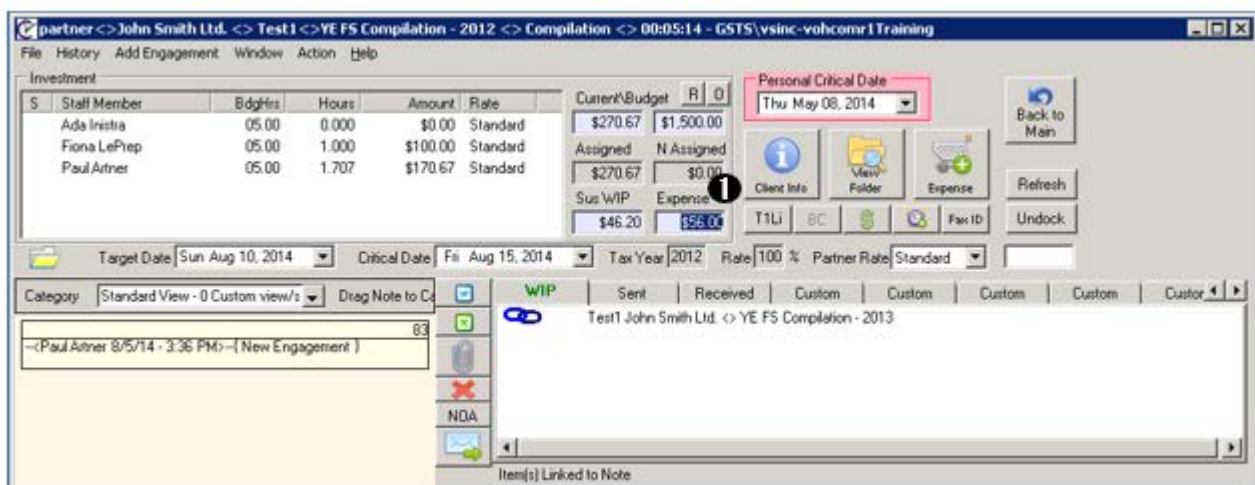 partner<>John Smith Ltd. <> Test1 <>YE FS Compilation - 2012 <> Compilation <> 00:05:14 - GSTS\vsinc-vohcomr1Training
File History Add Engagement Window Action Help
Investment
S Staff Member BdgHrs Hours Amount Rate
Ada Inistra 05.00 0.000 $0.00 Standard
Fiona LePrep 05.00 1.000 $100.00 Standard
Paul Artner 05.00 1.707 $170.67 Standard
Current\Budget R O
$270.67 $1,500.00
Assigned N Assigned
$270.67 $0.00
Sus WIP Expense
$46.20 $56.00
1
Personal Critical Date
Thu May 08, 2014
Back to Main
Client Info View Folder Expense Refresh
T1Li BC Fax ID Undock
Target Date Sun Aug 10, 2014 Critical Date Fri Aug 15, 2014 Tax Year 2012 Rate 100 % Partner Rate Standard
Category Standard View - 0 Custom view/s Drag Note to Ca
83
--<Paul Artner 8/5/14 - 3:36 PM>--{ New Engagement }
NOA
WIP Sent Received Custom Custom Custom Custom Custor
Test1 John Smith Ltd. <> YE FS Compilation - 2013
Item(s) Linked to Note